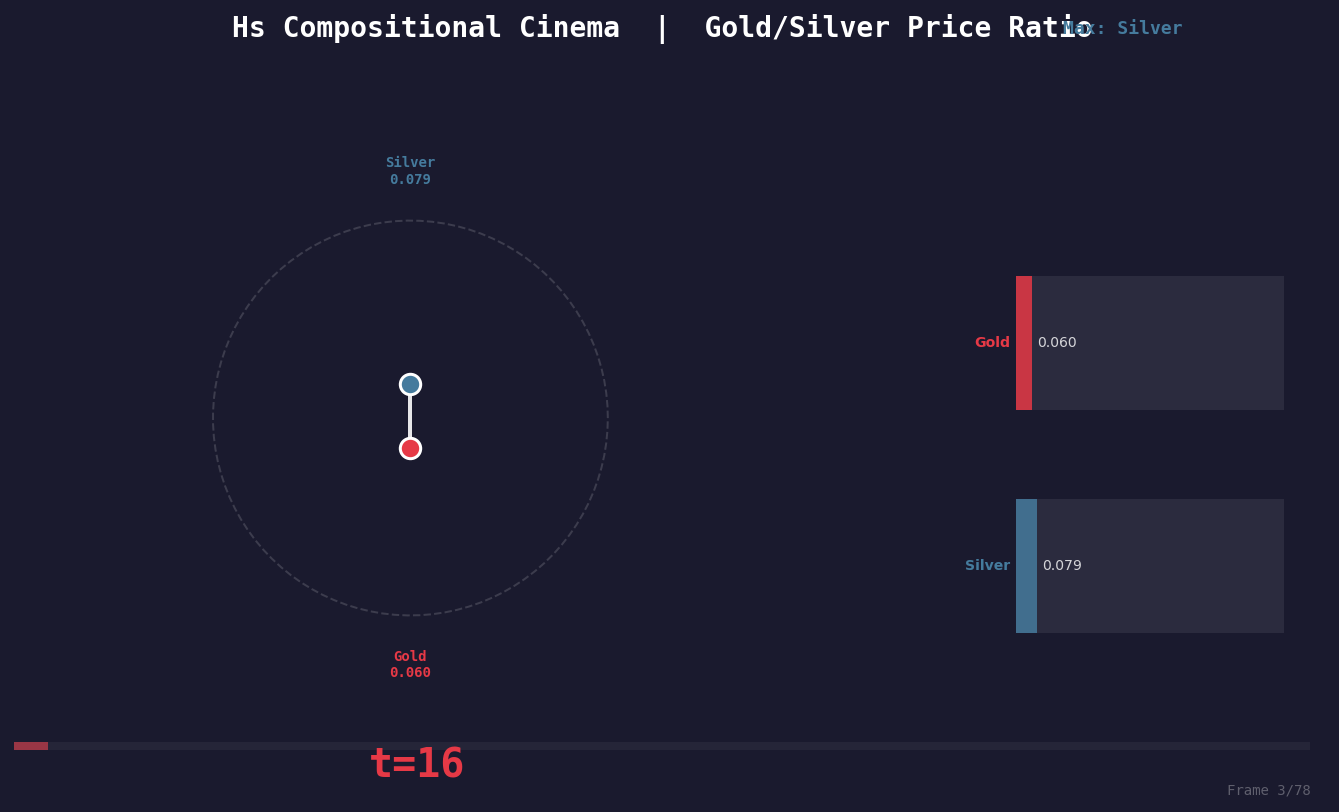 Hs Compositional Cinema | Gold/Silver Price Ratio
Max: Silver
Silver
0.079
Gold
0.060
Silver
0.079
Gold
0.060
t=16
Frame 3/78